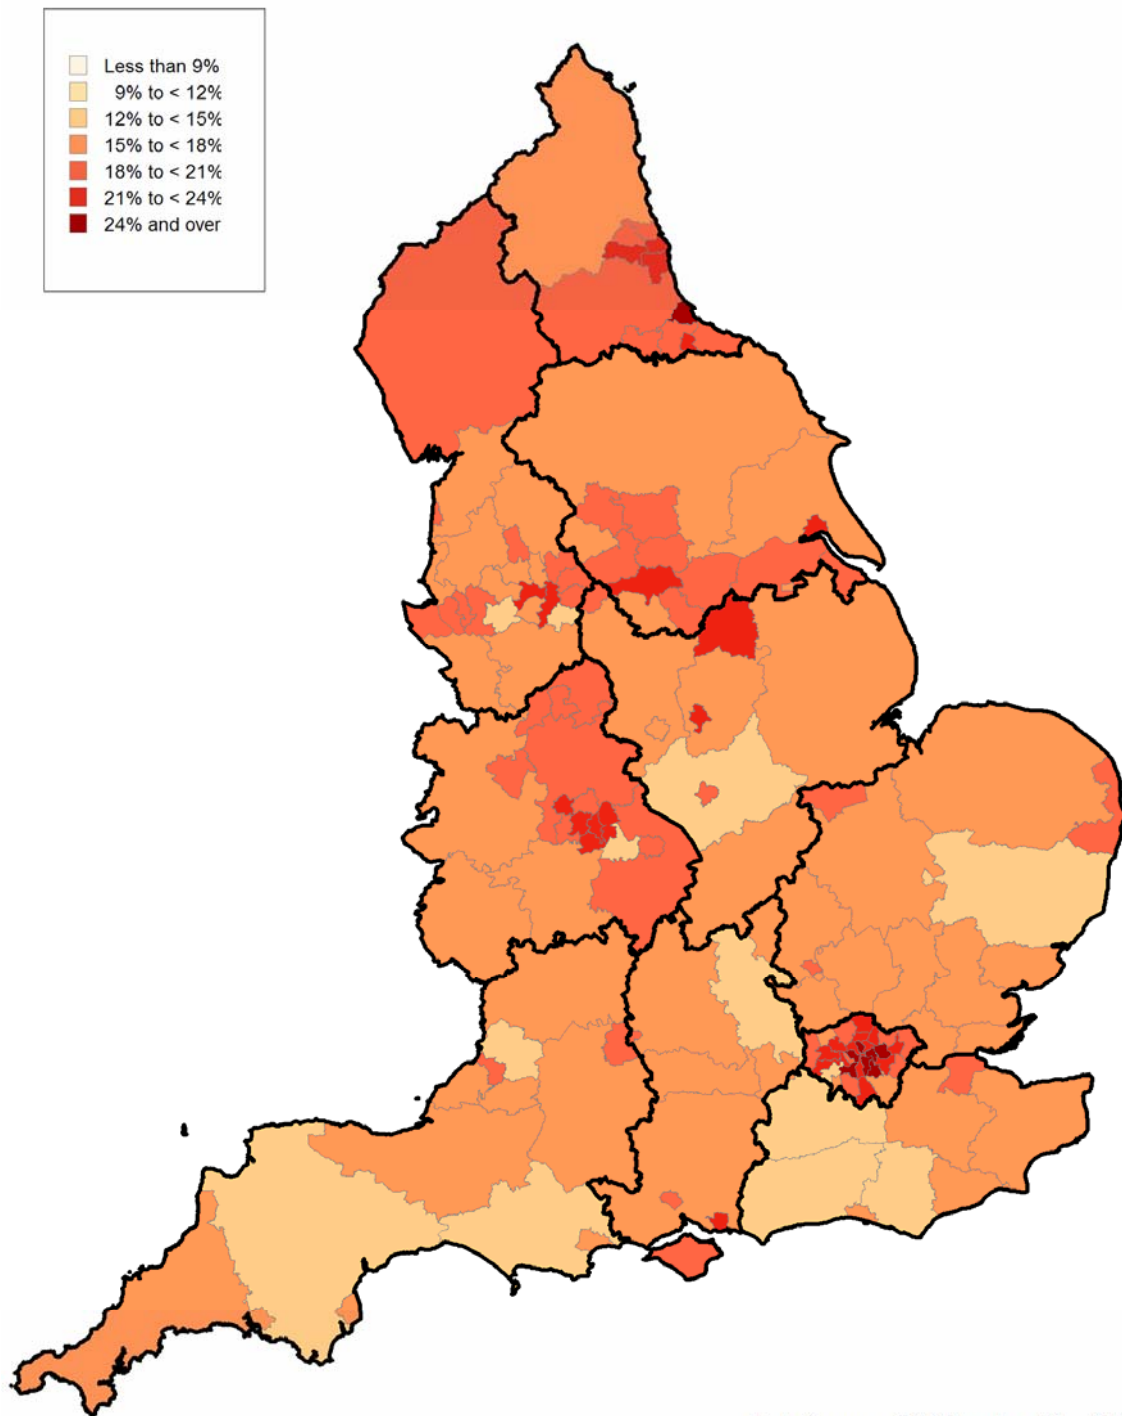 Less than 9%
9% to < 12%
12% to < 15%
15% to < 18%
18% to < 21%
21% to < 24%
24% and over